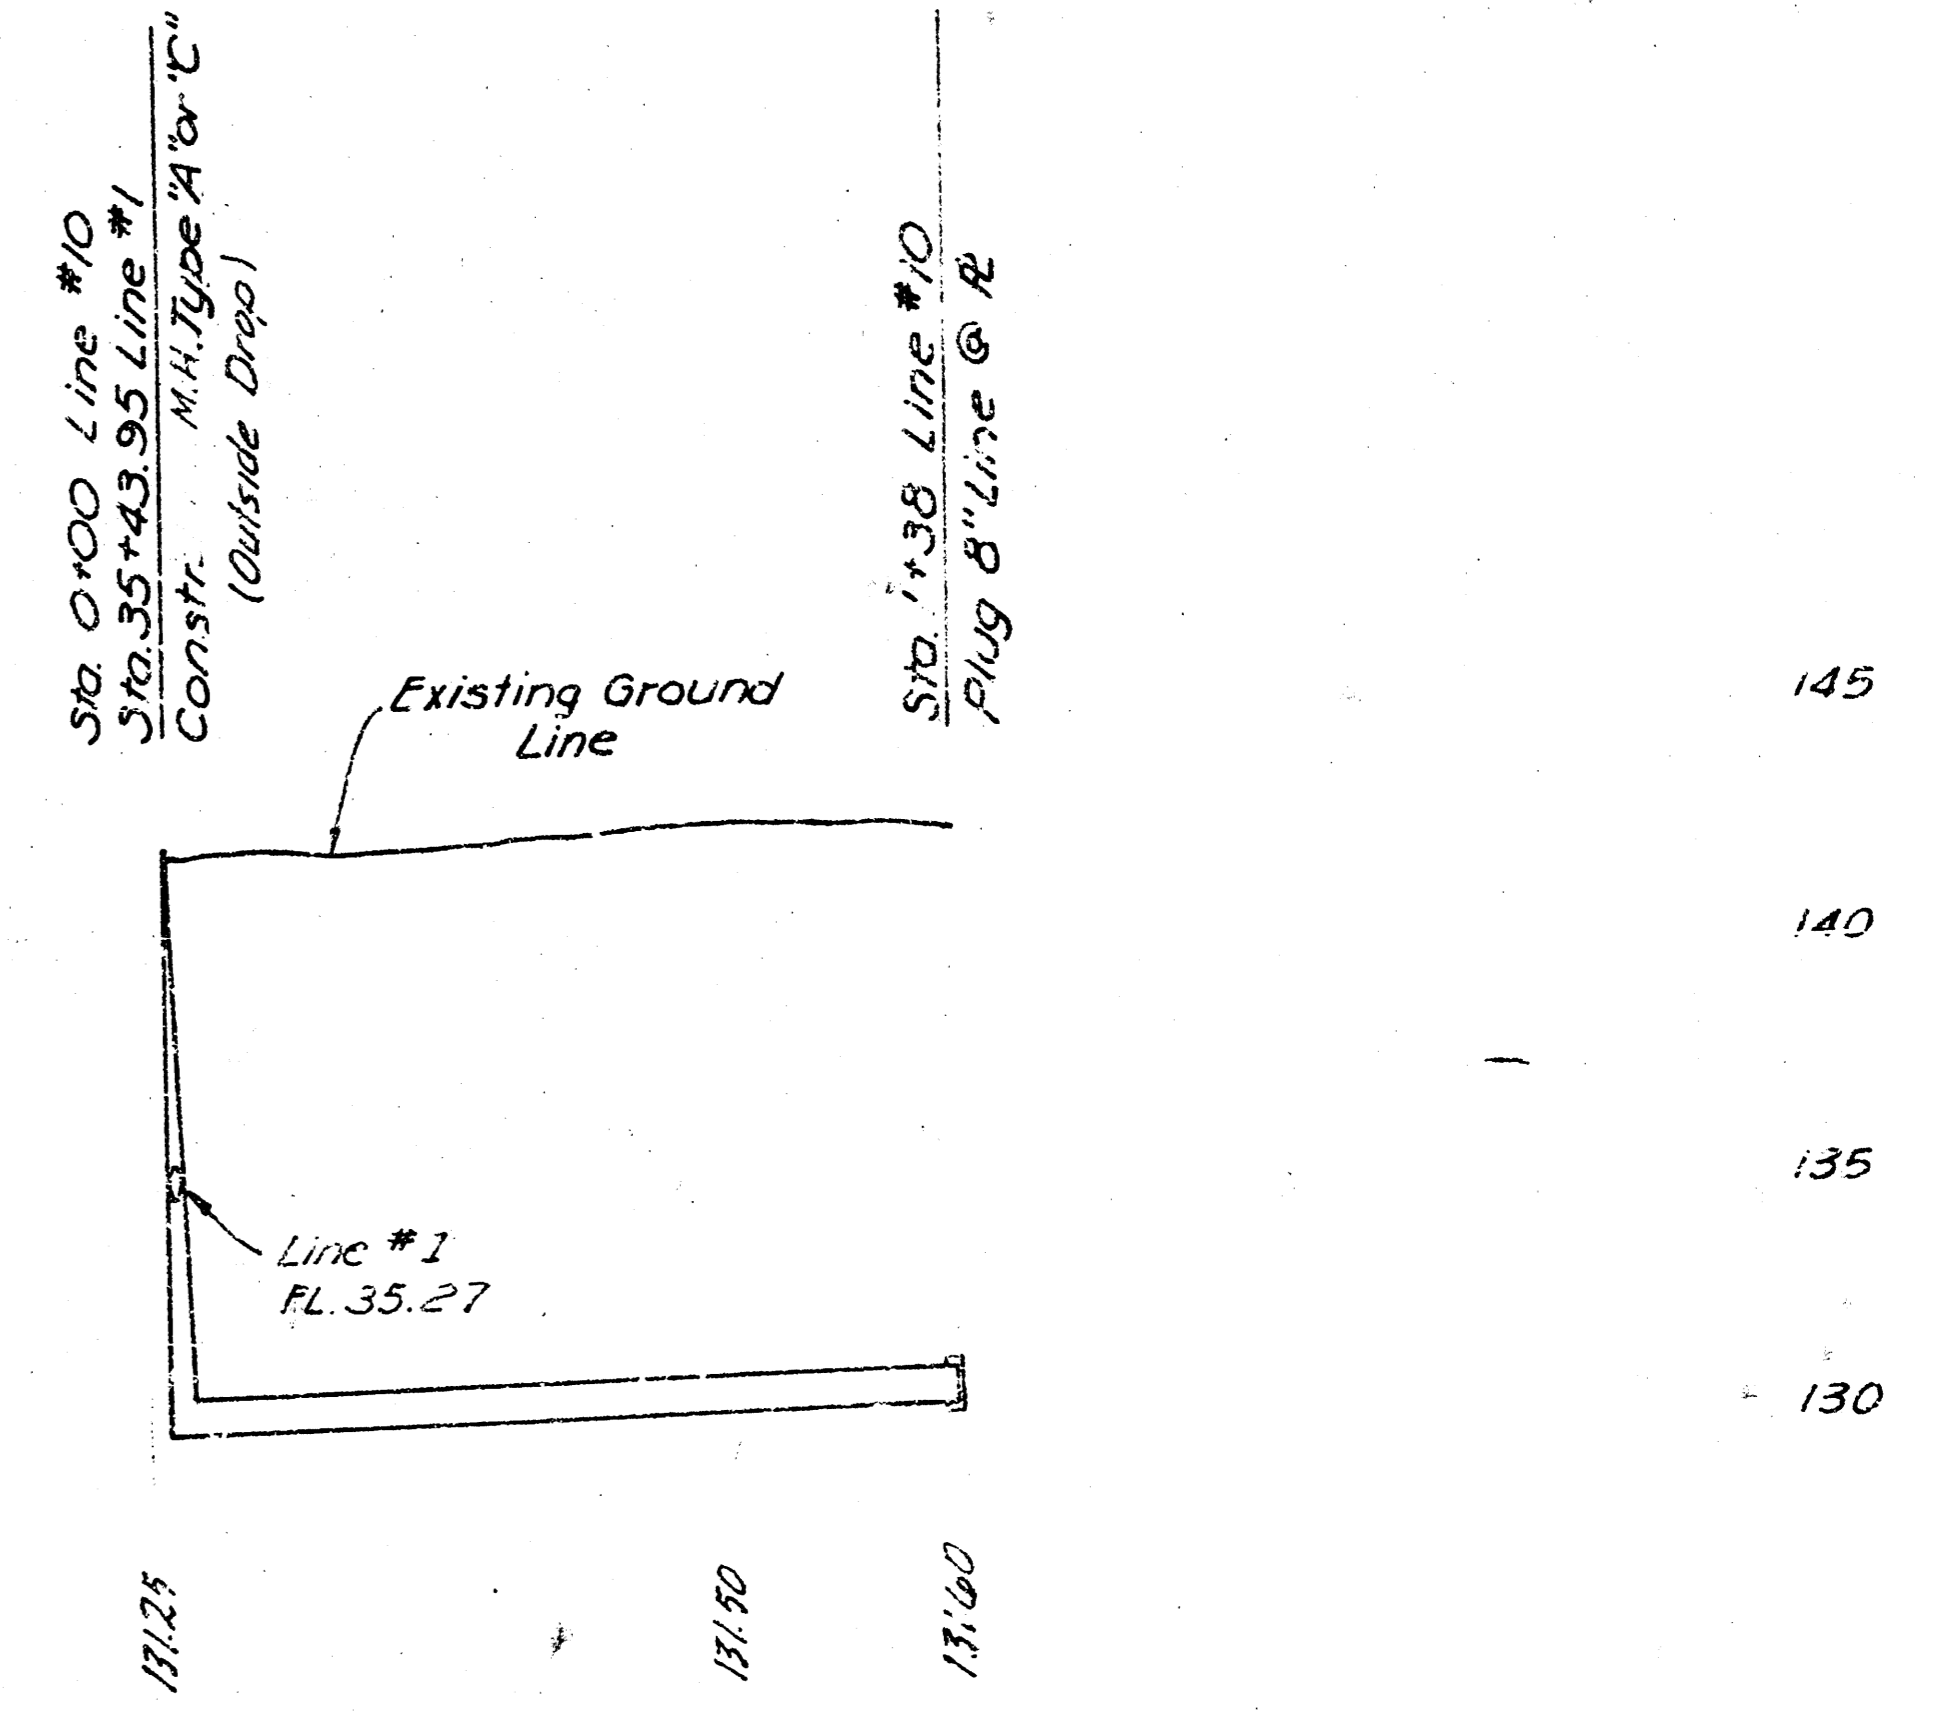 Sta. 0+00 Line #10
Sta. 35+43.95 Line #1
Constr. M.H. Type "A" or "C"
(Outside Drop)
Sta. 1+38 Line #10
Plug 8" Line @ PL
Existing Ground
Line
145
140
135
130
Line #1
FL. 35.27
131.25
131.50
131.60